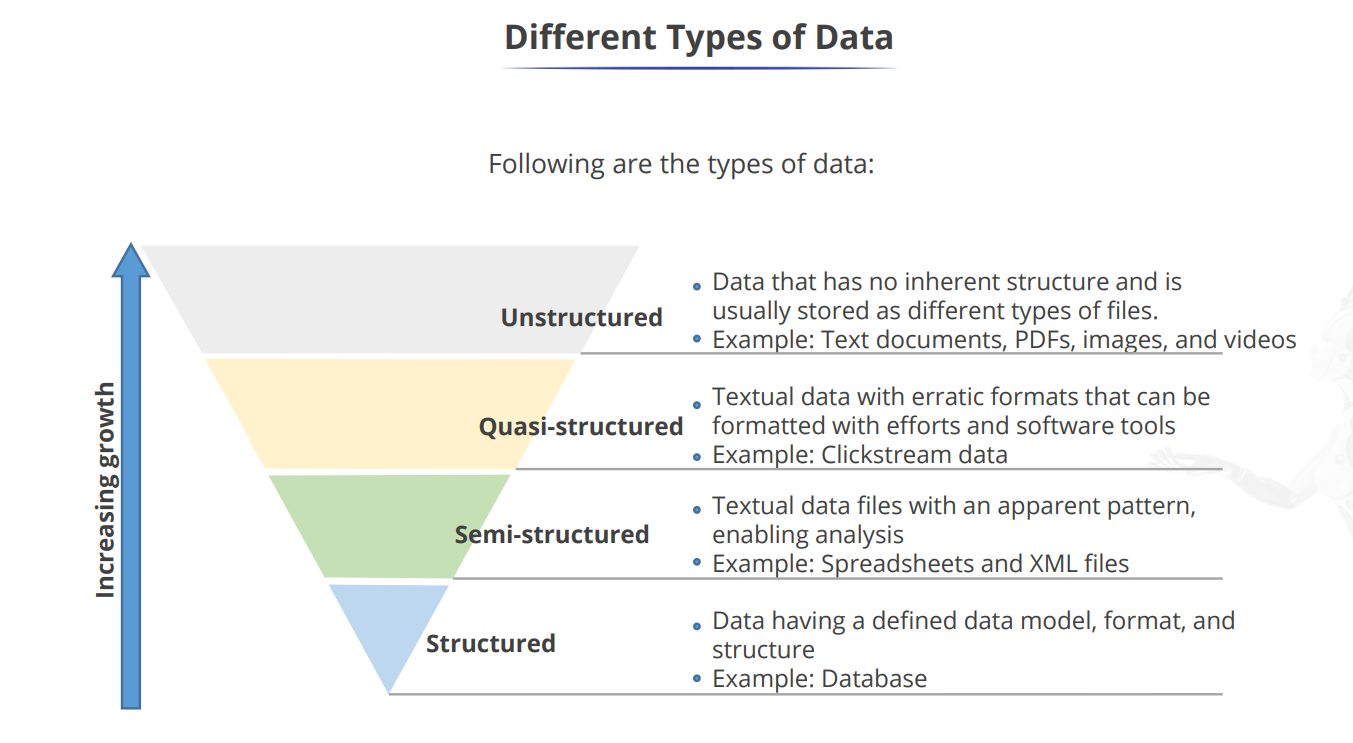 Different Types of Data
Following are the types of data:
Increasing growth
Unstructured
Data that has no inherent structure and is
usually stored as different types of files.
Example: Text documents, PDFs, images, and videos
Quasi-structured
Textual data with erratic formats that can be
formatted with efforts and software tools
Example: Clickstream data
Semi-structured
Textual data files with an apparent pattern,
enabling analysis
Example: Spreadsheets and XML files
Structured
Data having a defined data model, format, and
structure
Example: Database